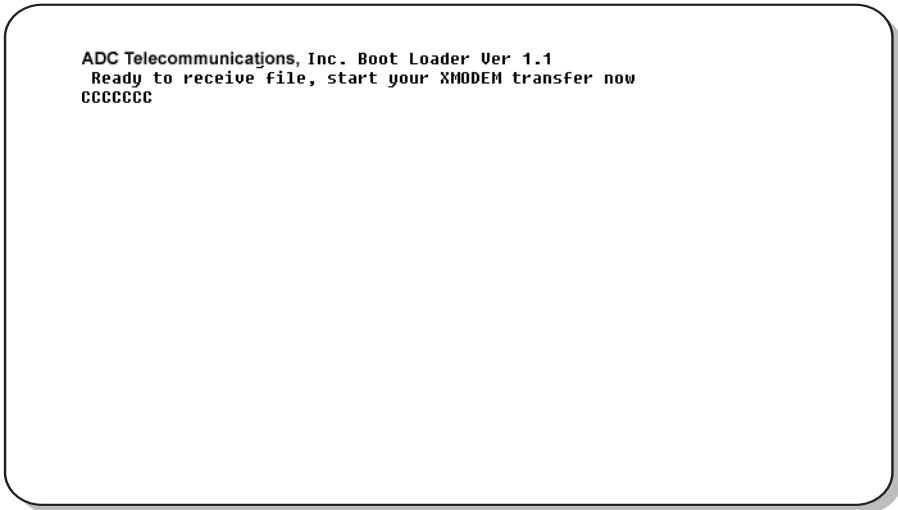 ADC Telecommunications, Inc. Boot Loader Ver 1.1
Ready to receive file, start your XMODEM transfer now
CCCCCCC